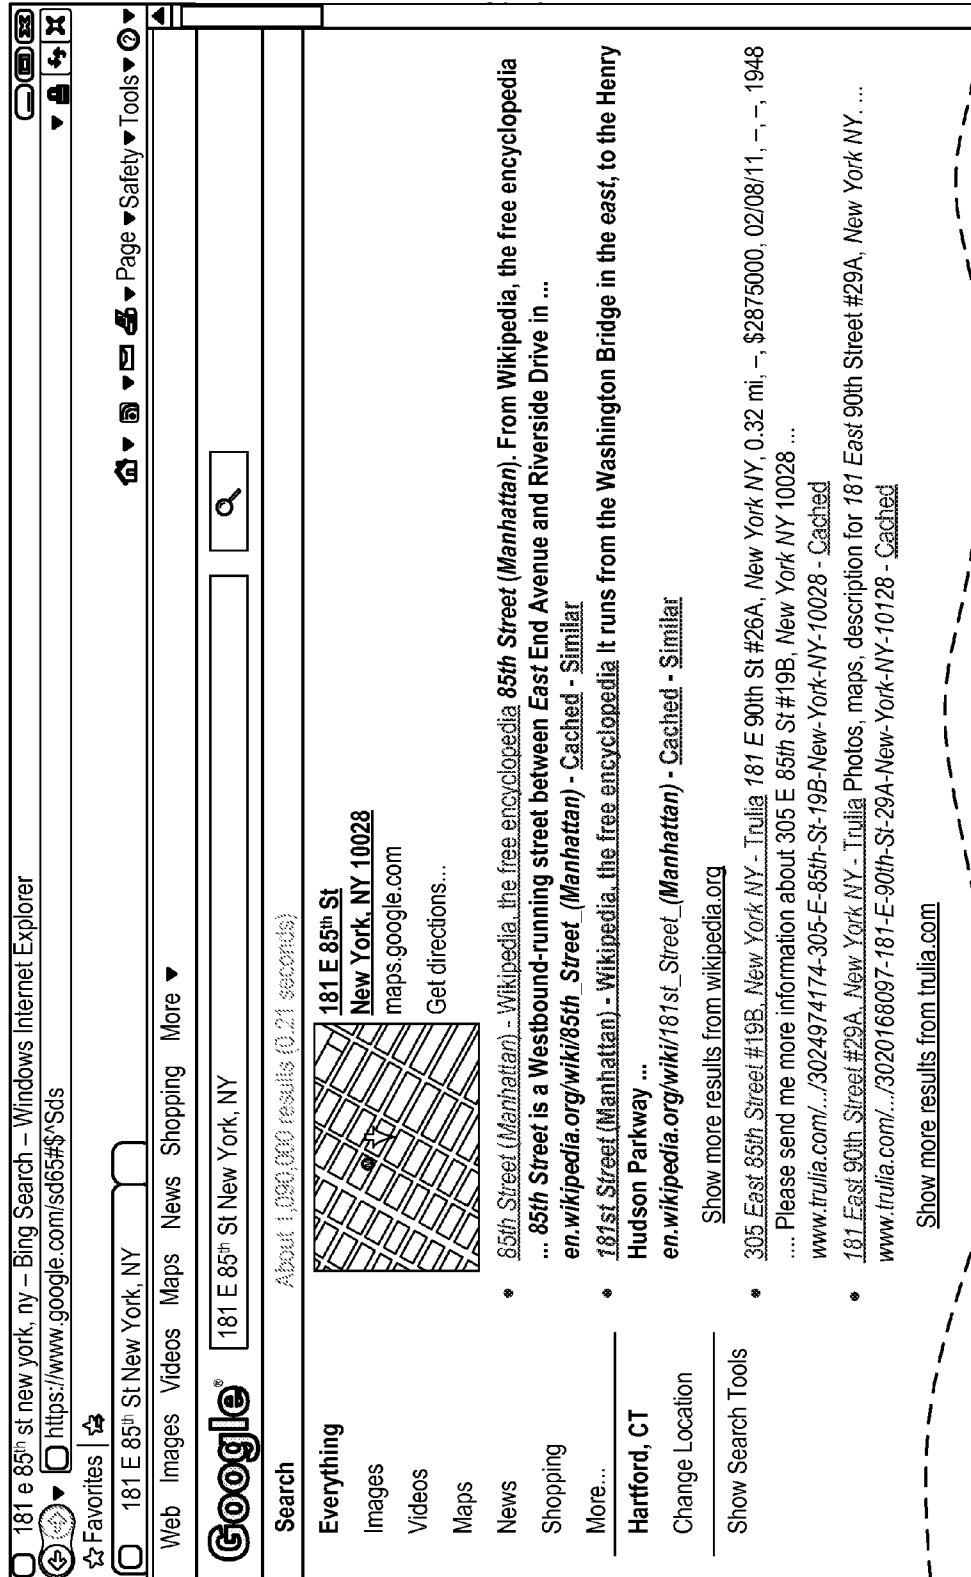 181 e 85th st new york, ny – Bing Search – Windows Internet Explorer
https://www.google.com/sd65#$^Sds
Favorites
181 E 85th St New York, NY
Page Safety Tools
Web Images Videos Maps News Shopping More
Google® 181 E 85th St New York, NY
Search About 1,090,000 results (0.21 seconds)
Everything
Images
Videos
Maps
News
Shopping
More...
Hartford, CT
Change Location
Show Search Tools
181 E 85th St
New York, NY 10028
maps.google.com
Get directions...
85th Street (Manhattan) - Wikipedia, the free encyclopedia 85th Street (Manhattan). From Wikipedia, the free encyclopedia
... 85th Street is a Westbound-running street between East End Avenue and Riverside Drive in ...
en.wikipedia.org/wiki/85th_Street_(Manhattan) - Cached - Similar
181st Street (Manhattan) - Wikipedia, the free encyclopedia It runs from the Washington Bridge in the east, to the Henry
Hudson Parkway ...
en.wikipedia.org/wiki/181st_Street_(Manhattan) - Cached - Similar
Show more results from wikipedia.org
305 East 85th Street #19B, New York NY - Trulia 181 E 90th St #26A, New York NY, 0.32 mi, –, $2875000, 02/08/11, –, –, 1948
.... Please send me more information about 305 E 85th St #19B, New York NY 10028 ...
www.trulia.com/.../3024974174-305-E-85th-St-19B-New-York-NY-10028 - Cached
181 East 90th Street #29A, New York NY - Trulia Photos, maps, description for 181 East 90th Street #29A, New York NY. ...
www.trulia.com/.../3020168097-181-E-90th-St-29A-New-York-NY-10128 - Cached
Show more results from trulia.com